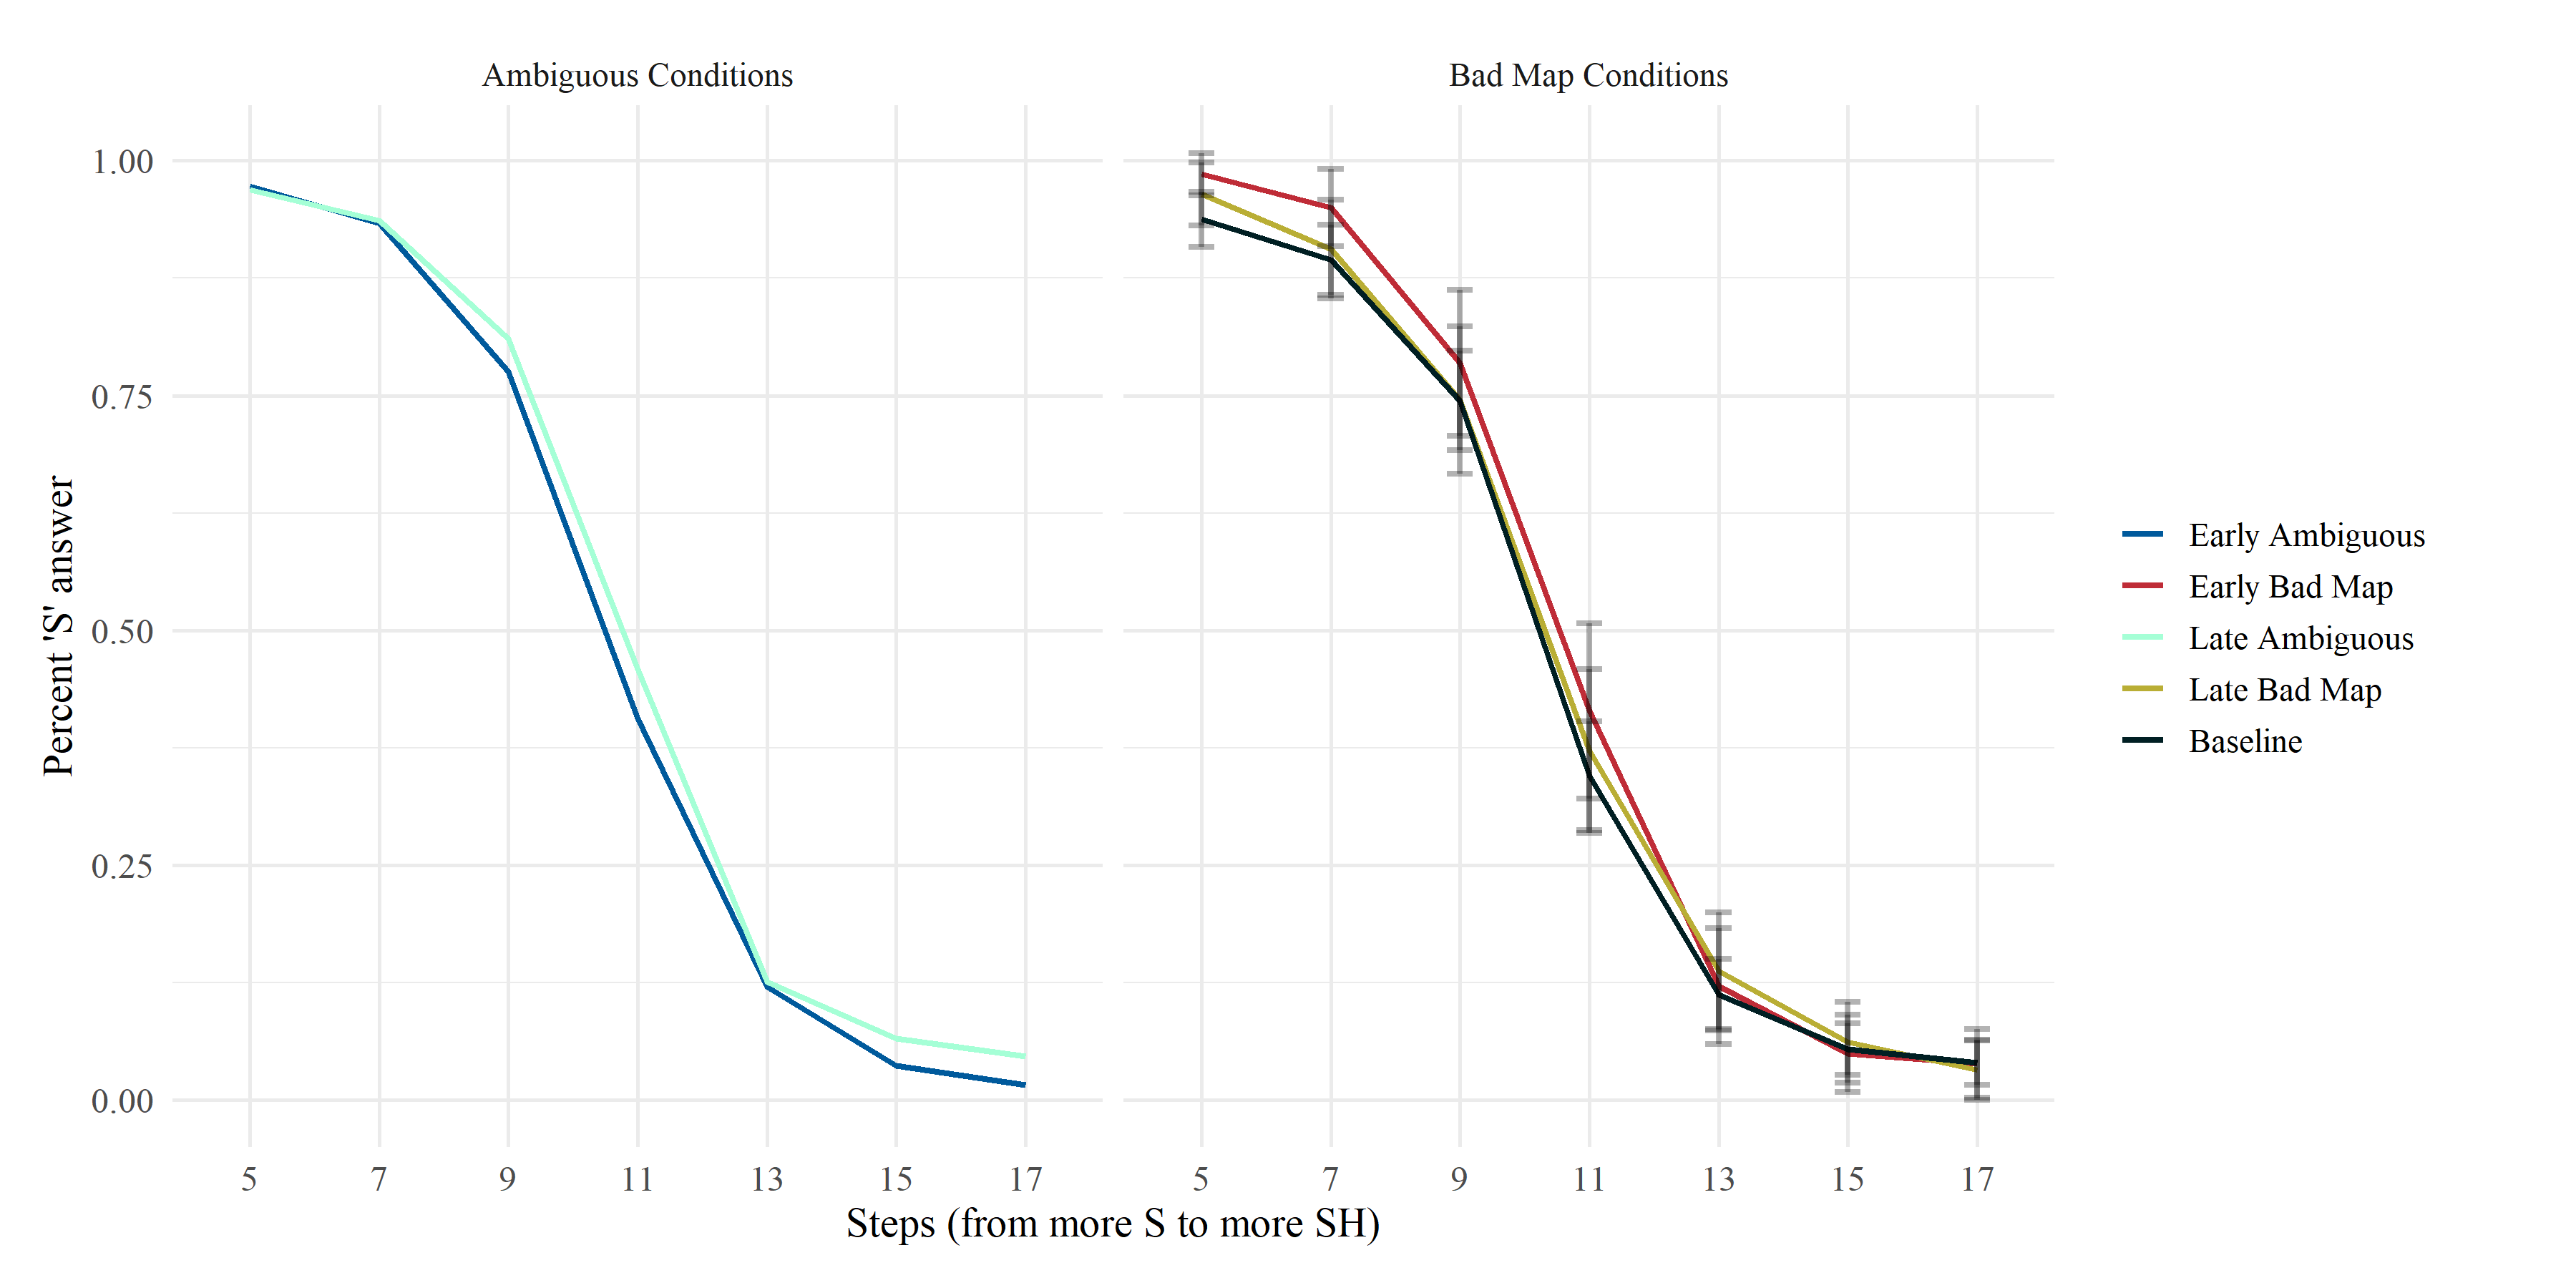 Ambiguous Conditions
Bad Map Conditions
1.00
0.75
0.50
0.25
0.00
Percent 'S' answer
5 7 9 11 13 15 17
5 7 9 11 13 15 17
Steps (from more S to more SH)
Early Ambiguous
Early Bad Map
Late Ambiguous
Late Bad Map
Baseline